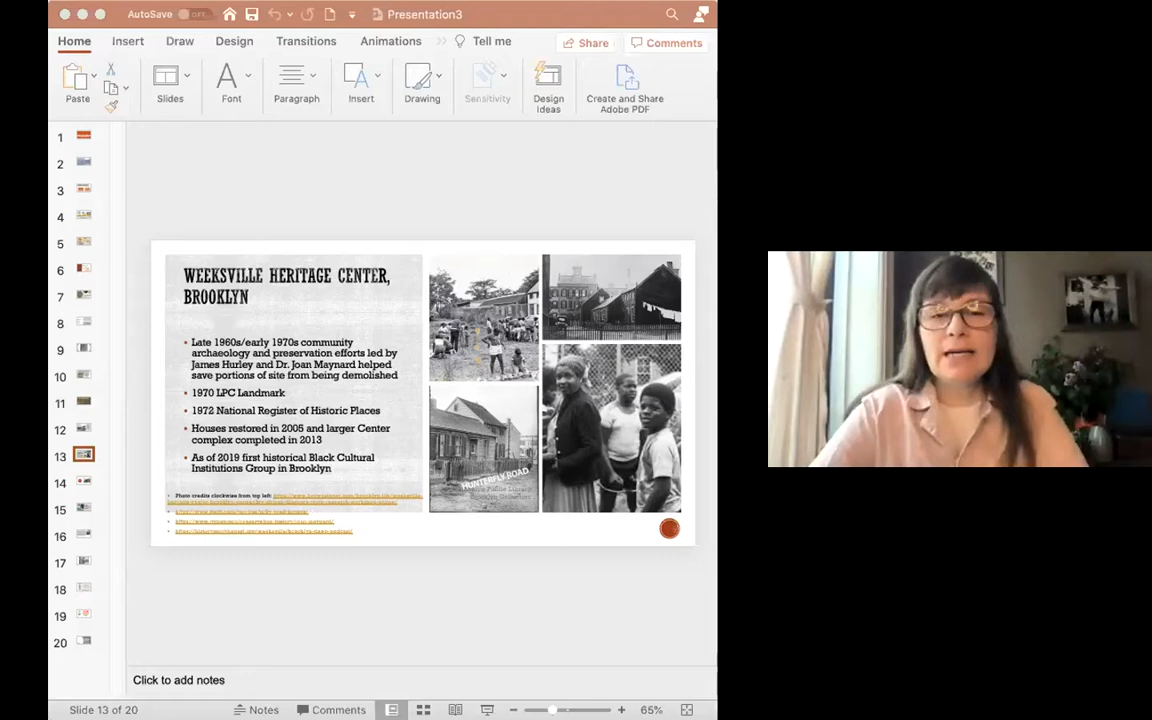 AutoSave OFF Presentation3
Home Insert Draw Design Transitions Animations Tell me Share Comments
Paste Slides Font Paragraph Insert Drawing Sensitivity Design Ideas Create and Share Adobe PDF
1
2
3
4
5
6
7
8
9
10
11
12
13
14
15
16
17
18
19
20
WEEKSVILLE HERITAGE CENTER,
BROOKLYN
• Late 1960s/early 1970s community
archaeology and preservation efforts led by
James Hurley and Dr. Joan Maynard helped
save portions of site from being demolished
• 1970 LPC Landmark
• 1972 National Register of Historic Places
• Houses restored in 2005 and larger Center
complex completed in 2013
• As of 2019 first historical Black Cultural
Institutions Group in Brooklyn
• Photo credits clockwise from top left:
HUNTERFLY ROAD
Click to add notes
Slide 13 of 20 Notes Comments 65%